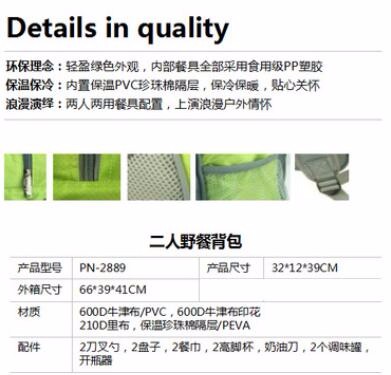 Details in quality
环保理念：轻盈绿色外观，内部餐具全部采用食用级PP塑胶
保温保冷：内置保温PVC珍珠棉隔层，保冷保暖，贴心关怀
浪漫演绎：两人两用餐具配置，上演浪漫户外情怀
二人野餐背包
产品型号 PN-2889 产品尺寸 32*12*39CM
外箱尺寸 66*39*41CM
材质 600D牛津布/PVC，600D牛津布印花
210D里布，保温珍珠棉隔层/PEVA
配件 2刀叉勺，2盘子，2餐巾，2高脚杯，奶油刀，2个调味罐，
开瓶器